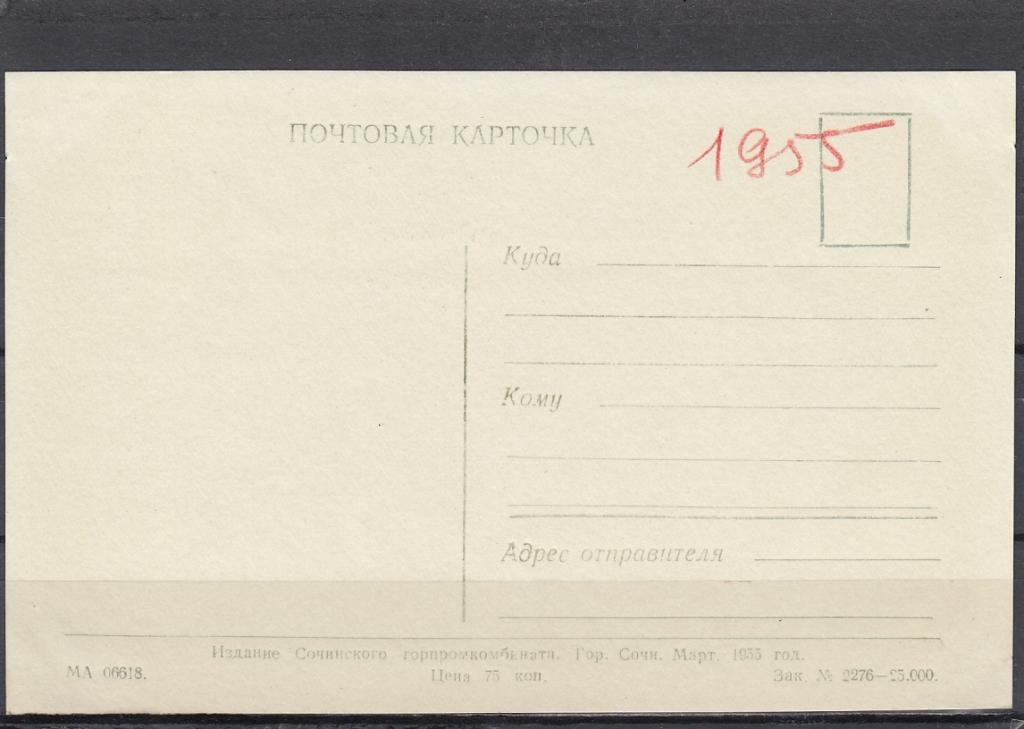 ПОЧТОВАЯ КАРТОЧКА
1955
Куда
Кому
Адрес отправителя
Издание Сочинского горпромкомбината. Гор. Сочи. Март. 1955 год.
МА 06618. Цена 75 коп. Зак. № 2276—25.000.